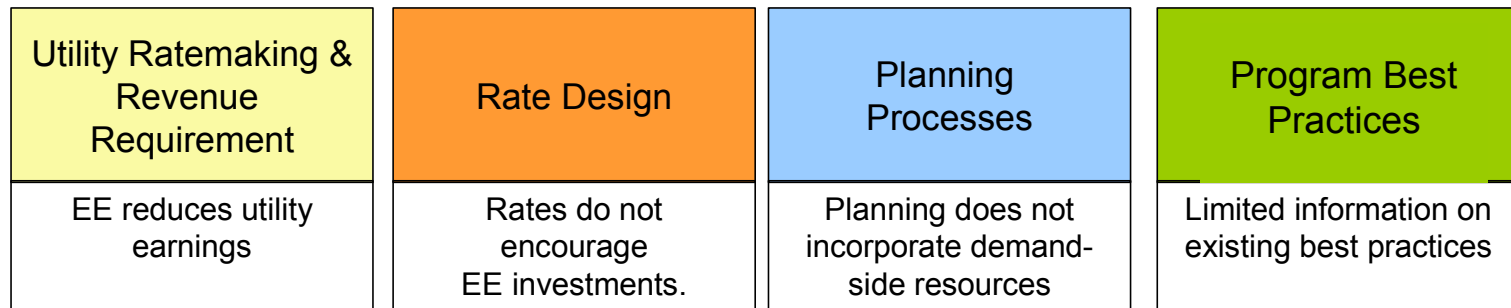 Utility Ratemaking &
Revenue
Requirement
EE reduces utility
earnings
Rate Design
Rates do not
encourage
EE investments.
Planning
Processes
Planning does not
incorporate demand-
side resources
Program Best
Practices
Limited information on
existing best practices